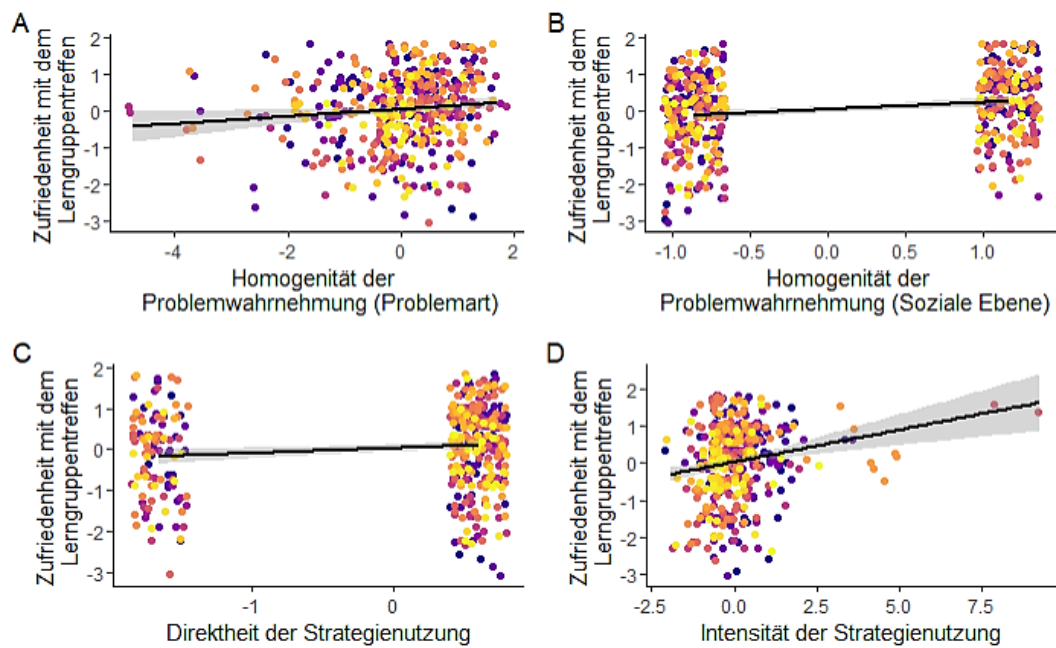 A
Zufriedenheit mit dem
Lerngruppentreffen
2
1
0
-1
-2
-3
-4
-2
0
2
Homogenität der
Problemwahrnehmung (Problemart)
B
Zufriedenheit mit dem
Lerngruppentreffen
2
1
0
-1
-2
-3
-1.0
-0.5
0.0
0.5
1.0
Homogenität der
Problemwahrnehmung (Soziale Ebene)
C
Zufriedenheit mit dem
Lerngruppentreffen
2
1
0
-1
-2
-3
-1
0
Direktheit der Strategienutzung
D
Zufriedenheit mit dem
Lerngruppentreffen
2
1
0
-1
-2
-3
-2.5
0.0
2.5
5.0
7.5
Intensität der Strategienutzung